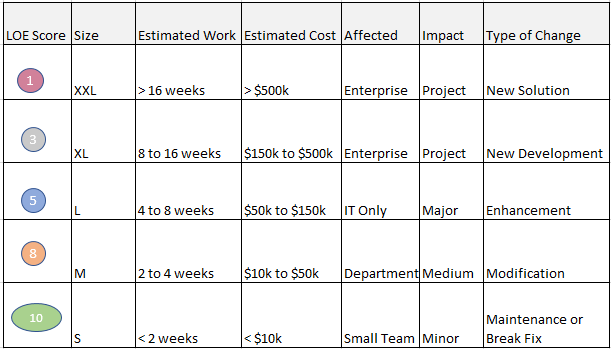 LOE Score Size Estimated Work Estimated Cost Affected Impact Type of Change
1 XXL > 16 weeks > $500k Enterprise Project New Solution
3 XL 8 to 16 weeks $150k to $500k Enterprise Project New Development
5 L 4 to 8 weeks $50k to $150k IT Only Major Enhancement
8 M 2 to 4 weeks $10k to $50k Department Medium Modification
10 S < 2 weeks < $10k Small Team Minor Maintenance or
Break Fix